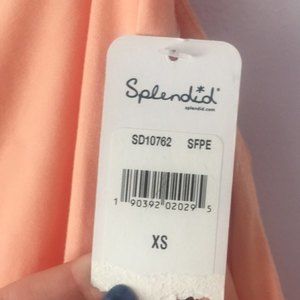 Splendid
splendid.com
SD10762 SFPE
1 90392 02029 5
XS